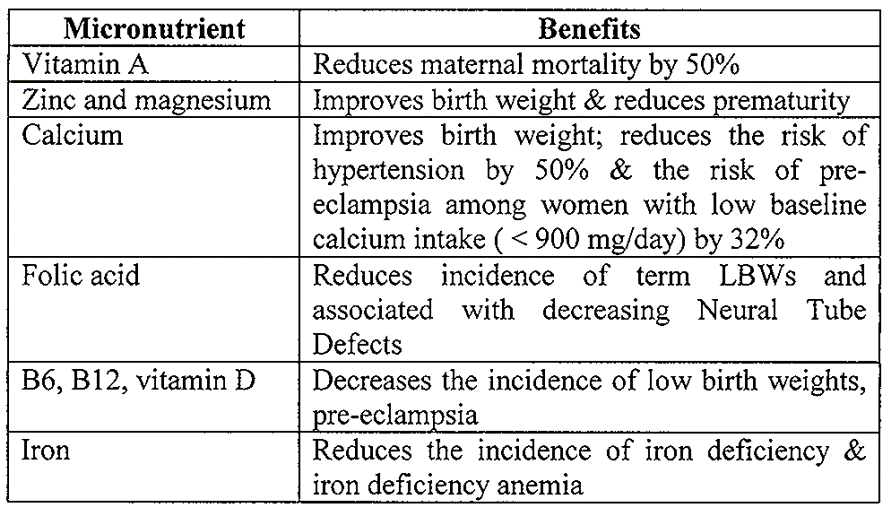 Micronutrient Benefits
Vitamin A Reduces maternal mortality by 50%
Zinc and magnesium Improves birth weight & reduces prematurity
Calcium Improves birth weight; reduces the risk of
hypertension by 50% & the risk of pre-
eclampsia among women with low baseline
calcium intake ( < 900 mg/day) by 32%
Folic acid Reduces incidence of term LBWs and
associated with decreasing Neural Tube
Defects
B6, B12, vitamin D Decreases the incidence of low birth weights,
pre-eclampsia
Iron Reduces the incidence of iron deficiency &
iron deficiency anemia